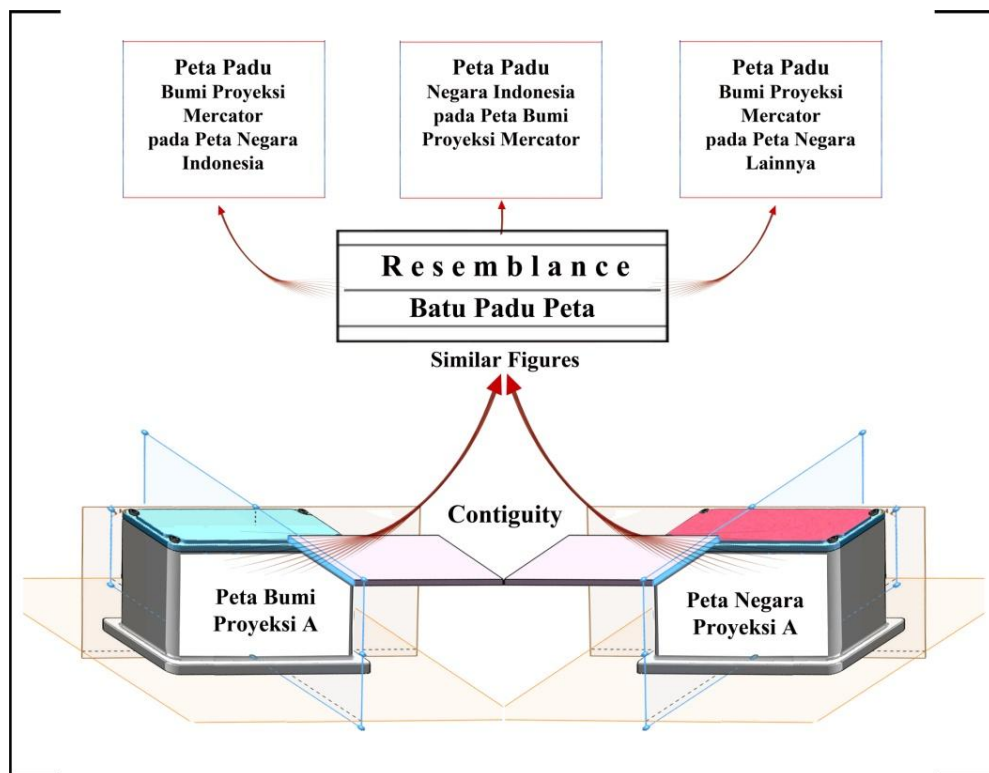 Peta Padu
Bumi Proyeksi
Mercator
pada Peta Negara
Indonesia
Peta Padu
Negara Indonesia
pada Peta Bumi
Proyeksi Mercator
Peta Padu
Bumi Proyeksi
Mercator
pada Peta Negara
Lainnya
Resemblance
Batu Padu Peta
Similar Figures
Contiguity
Peta Bumi
Proyeksi A
Peta Negara
Proyeksi A